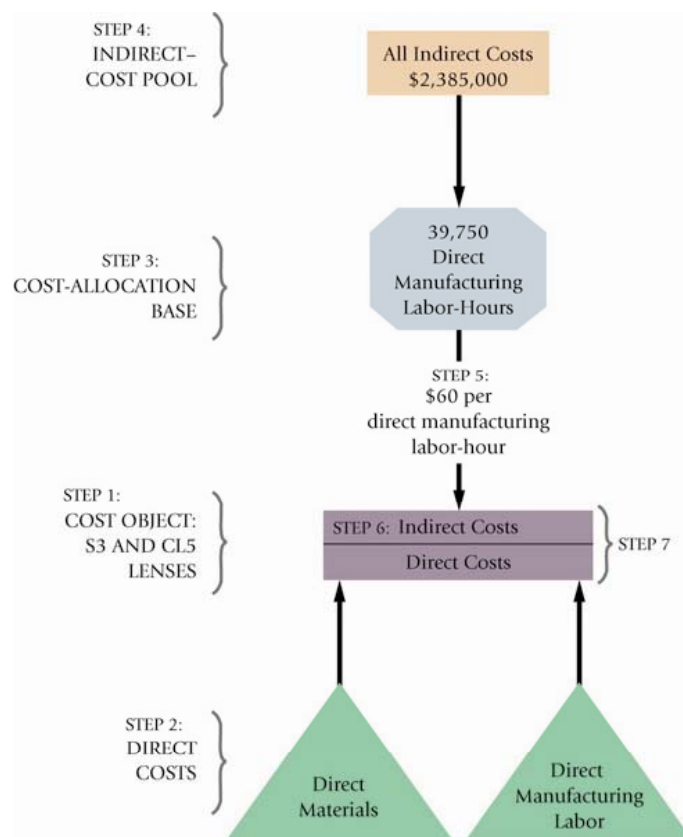 STEP 4:
INDIRECT–
COST POOL
All Indirect Costs
$2,385,000
STEP 3:
COST-ALLOCATION
BASE
39,750
Direct
Manufacturing
Labor-Hours
STEP 5:
$60 per
direct manufacturing
labor-hour
STEP 1:
COST OBJECT:
S3 AND CL5
LENSES
STEP 6: Indirect Costs
Direct Costs
STEP 7
STEP 2:
DIRECT
COSTS
Direct
Materials
Direct
Manufacturing
Labor